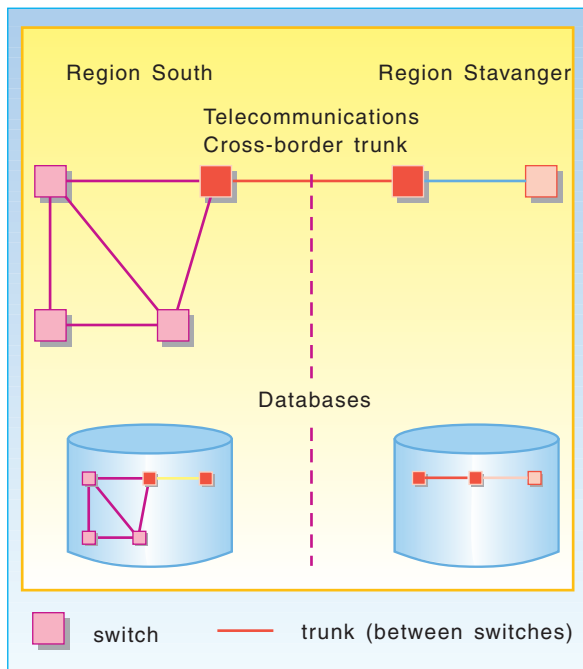 Region South
Region Stavanger
Telecommunications
Cross-border trunk
Databases
switch
trunk (between switches)